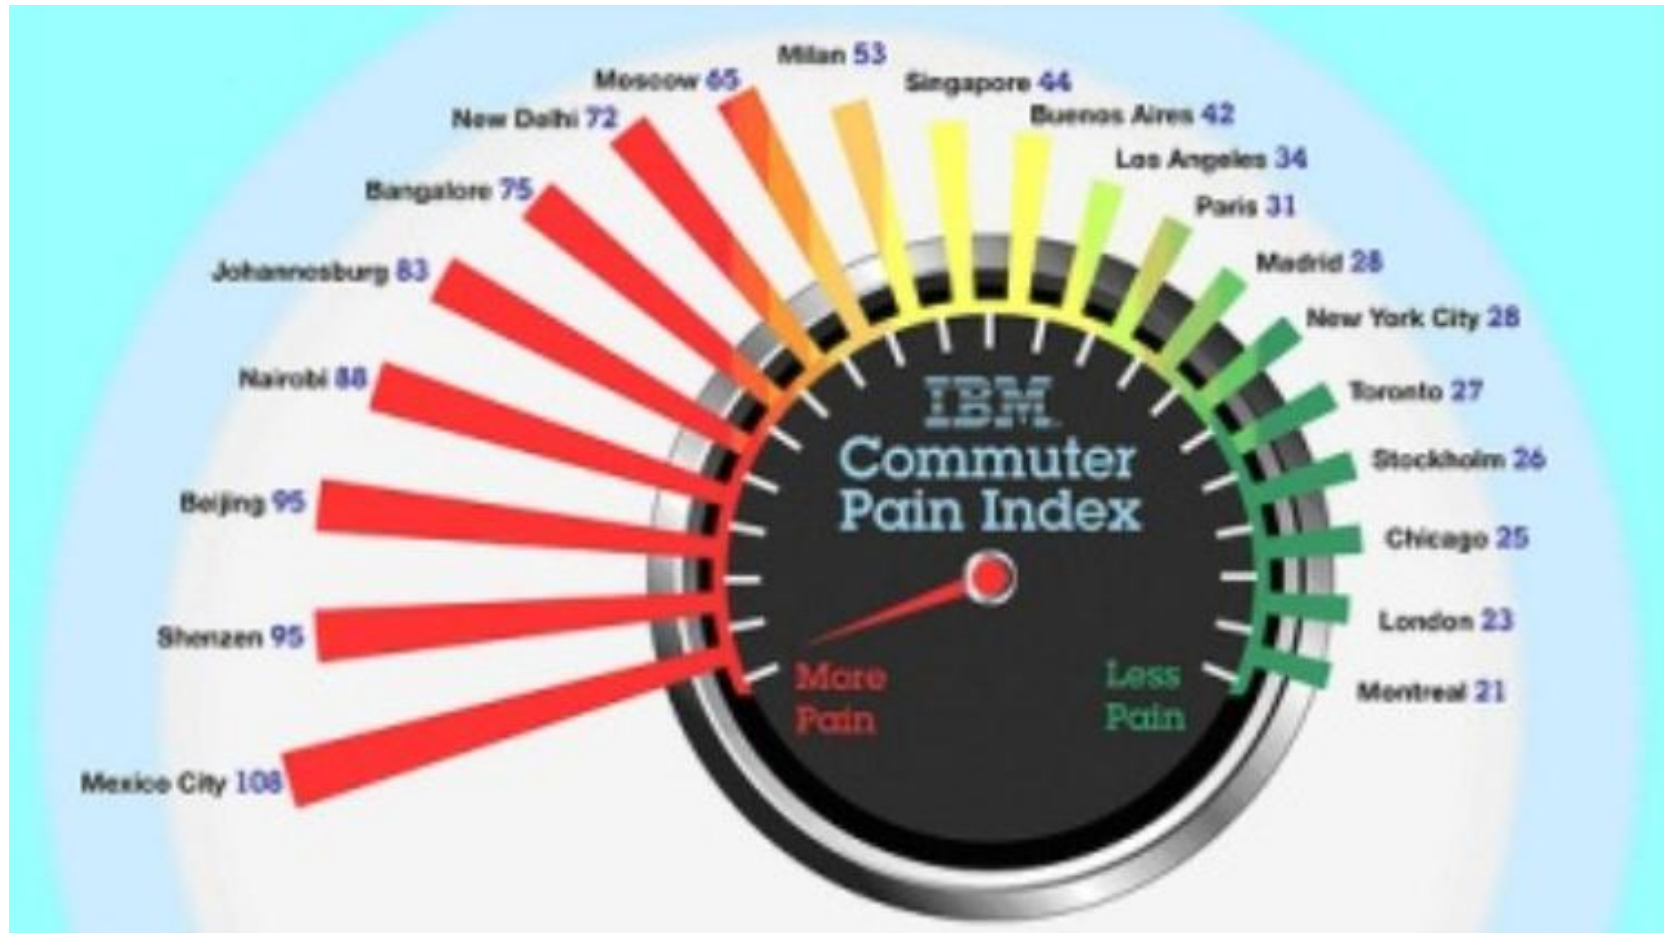 Milan 53
Moscow 65
Singapore 44
New Delhi 72
Buenos Aires 42
Los Angeles 34
Bangalore 75
Paris 31
Johannesburg 83
Madrid 28
New York City 28
Nairobi 88
Toronto 27
Stockholm 26
Beijing 95
Chicago 25
Shenzen 95
London 23
Montreal 21
Mexico City 108
IBM
Commuter
Pain Index
More
Pain
Less
Pain